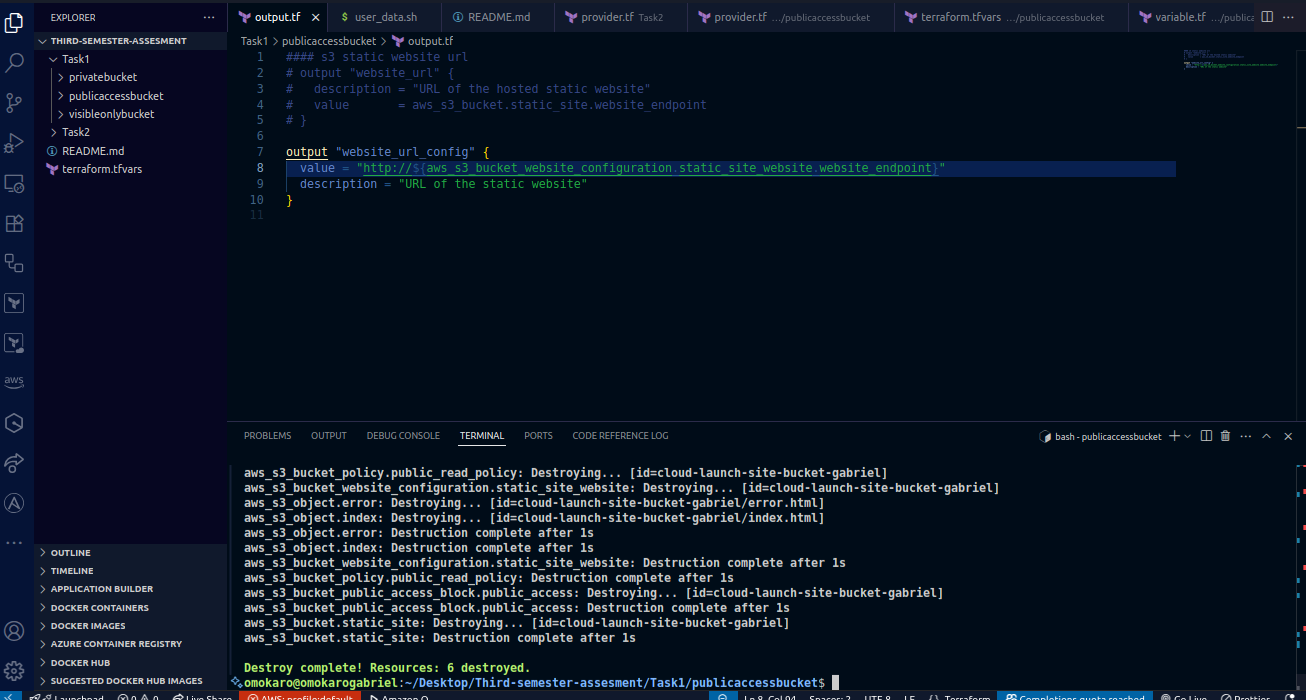 EXPLORER
output.tf
$ user_data.sh
README.md
provider.tf Task2
provider.tf .../publicaccessbucket
terraform.tfvars .../publicaccessbucket
variable.tf .../publica
THIRD-SEMESTER-ASSESMENT
Task1
privatebucket
publicaccessbucket
visibleonlybucket
Task2
README.md
terraform.tfvars
aws
Task1 > publicaccessbucket > output.tf
1 #### s3 static website url
2 # output "website_url" {
3 #   description = "URL of the hosted static website"
4 #   value       = aws_s3_bucket.static_site.website_endpoint
5 # }
6
7 output "website_url_config" {
8   value = "http://${aws_s3_bucket_website_configuration.static_site_website.website_endpoint}"
9   description = "URL of the static website"
10 }
11
OUTLINE
TIMELINE
APPLICATION BUILDER
DOCKER CONTAINERS
DOCKER IMAGES
AZURE CONTAINER REGISTRY
DOCKER HUB
SUGGESTED DOCKER HUB IMAGES
PROBLEMS OUTPUT DEBUG CONSOLE TERMINAL PORTS CODE REFERENCE LOG
bash - publicaccessbucket
aws_s3_bucket_policy.public_read_policy: Destroying... [id=cloud-launch-site-bucket-gabriel]
aws_s3_bucket_website_configuration.static_site_website: Destroying... [id=cloud-launch-site-bucket-gabriel]
aws_s3_object.error: Destroying... [id=cloud-launch-site-bucket-gabriel/error.html]
aws_s3_object.index: Destroying... [id=cloud-launch-site-bucket-gabriel/index.html]
aws_s3_object.error: Destruction complete after 1s
aws_s3_object.index: Destruction complete after 1s
aws_s3_bucket_website_configuration.static_site_website: Destruction complete after 1s
aws_s3_bucket_policy.public_read_policy: Destruction complete after 1s
aws_s3_bucket_public_access_block.public_access: Destroying... [id=cloud-launch-site-bucket-gabriel]
aws_s3_bucket_public_access_block.public_access: Destruction complete after 1s
aws_s3_bucket.static_site: Destroying... [id=cloud-launch-site-bucket-gabriel]
aws_s3_bucket.static_site: Destruction complete after 1s
Destroy complete! Resources: 6 destroyed.
omokaro@omokarogabriel:~/Desktop/Third-semester-assesment/Task1/publicaccessbucket$
Launchpad 0 0 0 Live Share AWS: profile:default Amazon Q Ln 8, Col 94 Spaces: 2 UTF-8 LF {} Terraform Completions quota reached Go Live Prettier